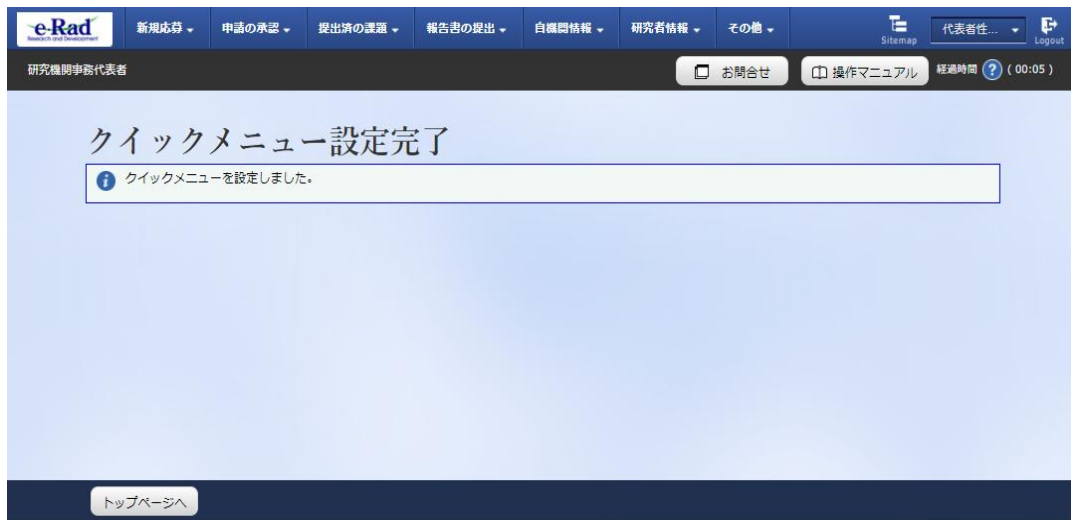 e-Rad 新規応募 申請の承認 提出済の課題 報告書の提出 自機関情報 研究者情報 その他 Sitemap 代表者性... Logout
Research and Development
研究機関事務代表者 お問合せ 操作マニュアル 経過時間 ? ( 00:05 )
クイックメニュー設定完了
クイックメニューを設定しました。
トップページへ